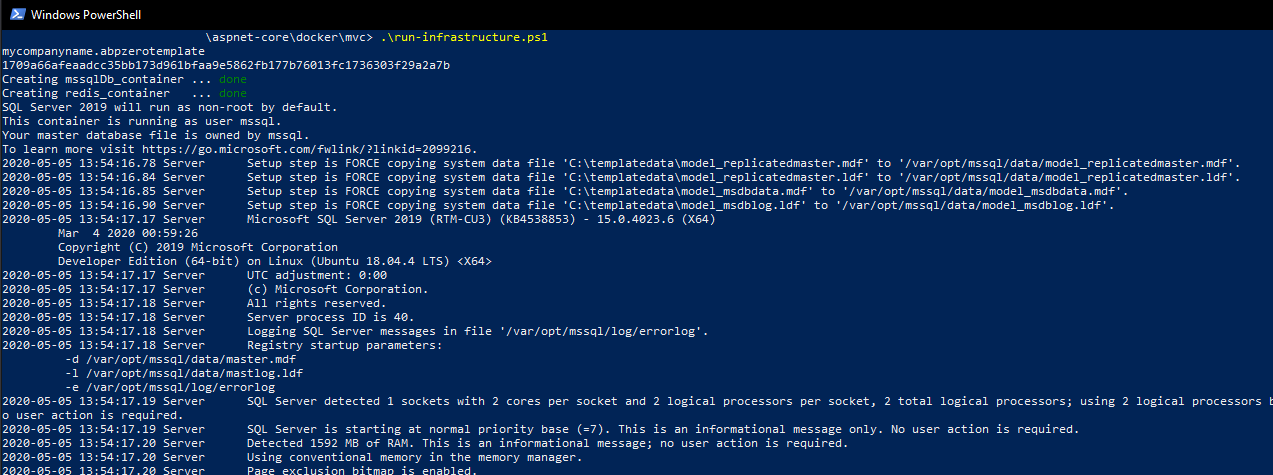 Windows PowerShell
\aspnet-core\docker\mvc> .\run-infrastructure.ps1
mycompanyname.abpzerotemplate
1709a66afeaadcc35bb173d961bfaa9e5862fb177b76013fc1736303f29a2a7b
Creating mssqlDb_container ... done
Creating redis_container   ... done
SQL Server 2019 will run as non-root by default.
This container is running as user mssql.
Your master database file is owned by mssql.
To learn more visit https://go.microsoft.com/fwlink/?linkid=2099216.
2020-05-05 13:54:16.78 Server      Setup step is FORCE copying system data file 'C:\templatedata\model_replicatedmaster.mdf' to '/var/opt/mssql/data/model_replicatedmaster.mdf'.
2020-05-05 13:54:16.84 Server      Setup step is FORCE copying system data file 'C:\templatedata\model_replicatedmaster.ldf' to '/var/opt/mssql/data/model_replicatedmaster.ldf'.
2020-05-05 13:54:16.85 Server      Setup step is FORCE copying system data file 'C:\templatedata\model_msdbdata.mdf' to '/var/opt/mssql/data/model_msdbdata.mdf'.
2020-05-05 13:54:16.90 Server      Setup step is FORCE copying system data file 'C:\templatedata\model_msdblog.ldf' to '/var/opt/mssql/data/model_msdblog.ldf'.
2020-05-05 13:54:17.17 Server      Microsoft SQL Server 2019 (RTM-CU3) (KB4538853) - 15.0.4023.6 (X64)
Mar  4 2020 00:59:26
Copyright (C) 2019 Microsoft Corporation
Developer Edition (64-bit) on Linux (Ubuntu 18.04.4 LTS) <X64>
2020-05-05 13:54:17.17 Server      UTC adjustment: 0:00
2020-05-05 13:54:17.17 Server      (c) Microsoft Corporation.
2020-05-05 13:54:17.18 Server      All rights reserved.
2020-05-05 13:54:17.18 Server      Server process ID is 40.
2020-05-05 13:54:17.18 Server      Logging SQL Server messages in file '/var/opt/mssql/log/errorlog'.
2020-05-05 13:54:17.18 Server      Registry startup parameters:
-d /var/opt/mssql/data/master.mdf
-l /var/opt/mssql/data/mastlog.ldf
-e /var/opt/mssql/log/errorlog
2020-05-05 13:54:17.19 Server      SQL Server detected 1 sockets with 2 cores per socket and 2 logical processors per socket, 2 total logical processors; using 2 logical processors b
o user action is required.
2020-05-05 13:54:17.19 Server      SQL Server is starting at normal priority base (=7). This is an informational message only. No user action is required.
2020-05-05 13:54:17.20 Server      Detected 1592 MB of RAM. This is an informational message; no user action is required.
2020-05-05 13:54:17.20 Server      Using conventional memory in the memory manager.
2020-05-05 13:54:17.20 Server      Page exclusion bitmap is enabled.